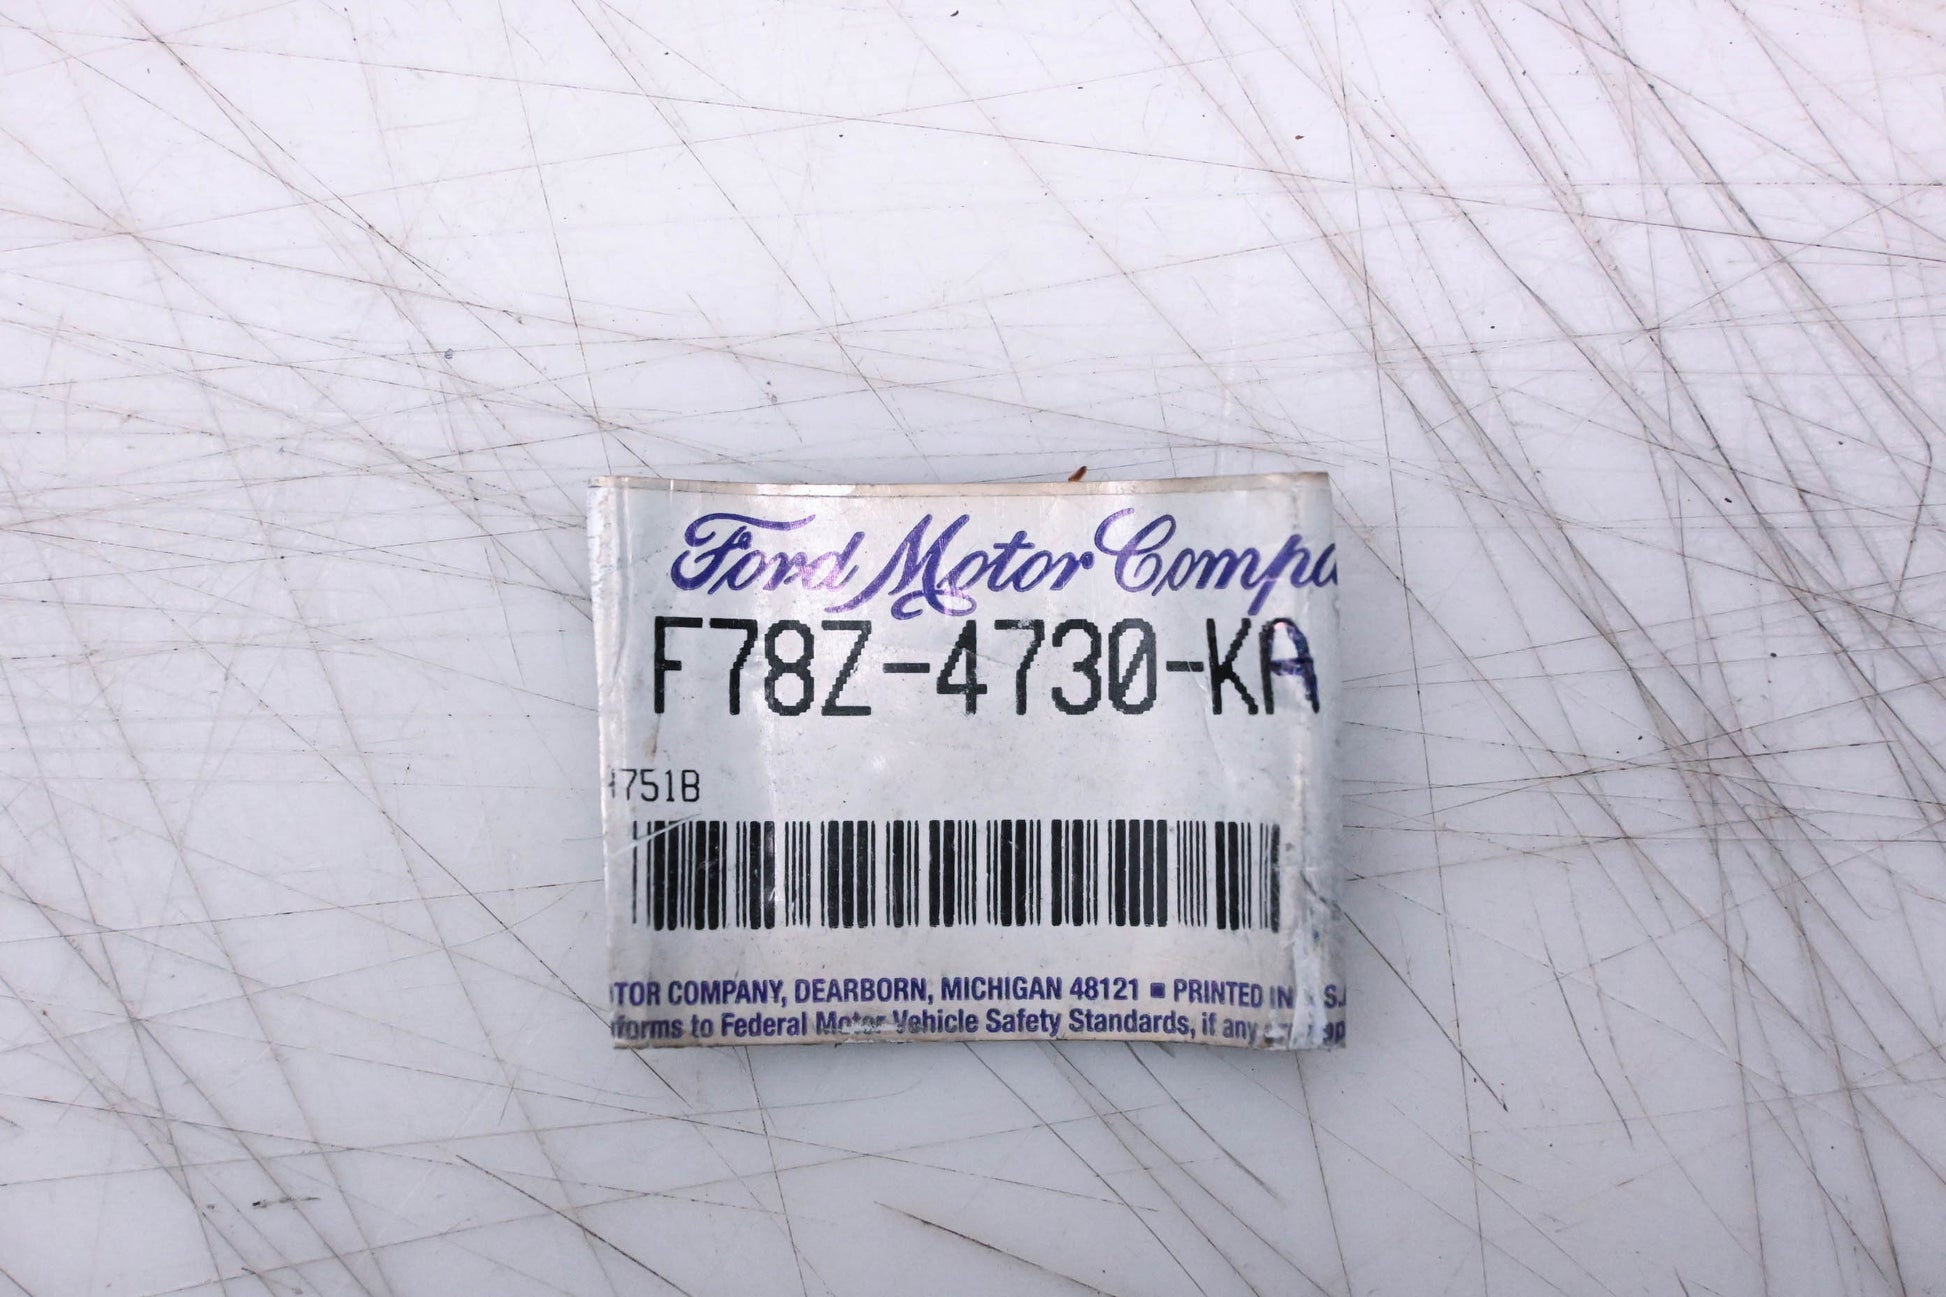 Ford Motor Compa
F78Z-4730-KA
4751B
TOR COMPANY, DEARBORN, MICHIGAN 48121 ▪ PRINTED IN U.S.A
forms to Federal Motor Vehicle Safety Standards, if any